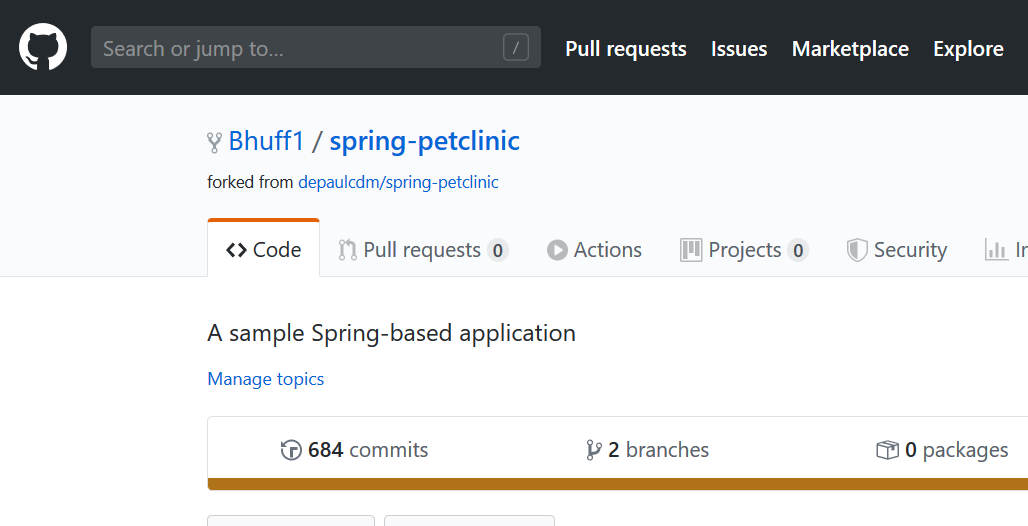 Search or jump to... /
Pull requests Issues Marketplace Explore
Bhuff1 / spring-petclinic
forked from depaulcdm/spring-petclinic
Code Pull requests 0 Actions Projects 0 Security
A sample Spring-based application
Manage topics
684 commits 2 branches 0 packages